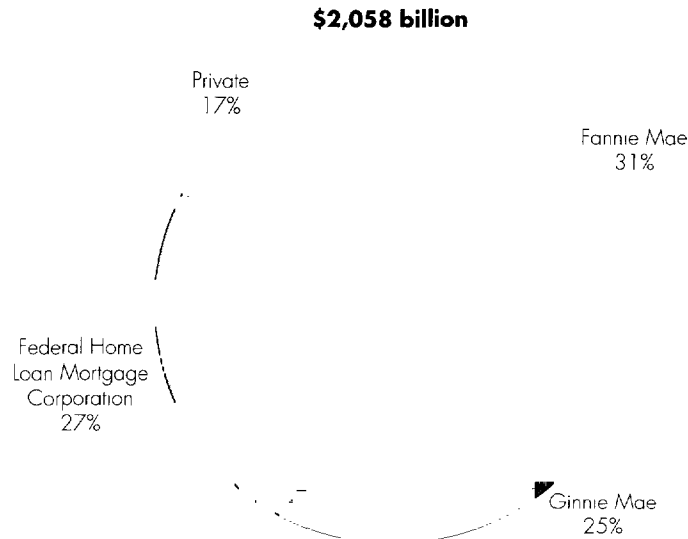 $2,058 billion
Private
17%
Fannie Mae
31%
Federal Home
Loan Mortgage
Corporation
27%
Ginnie Mae
25%